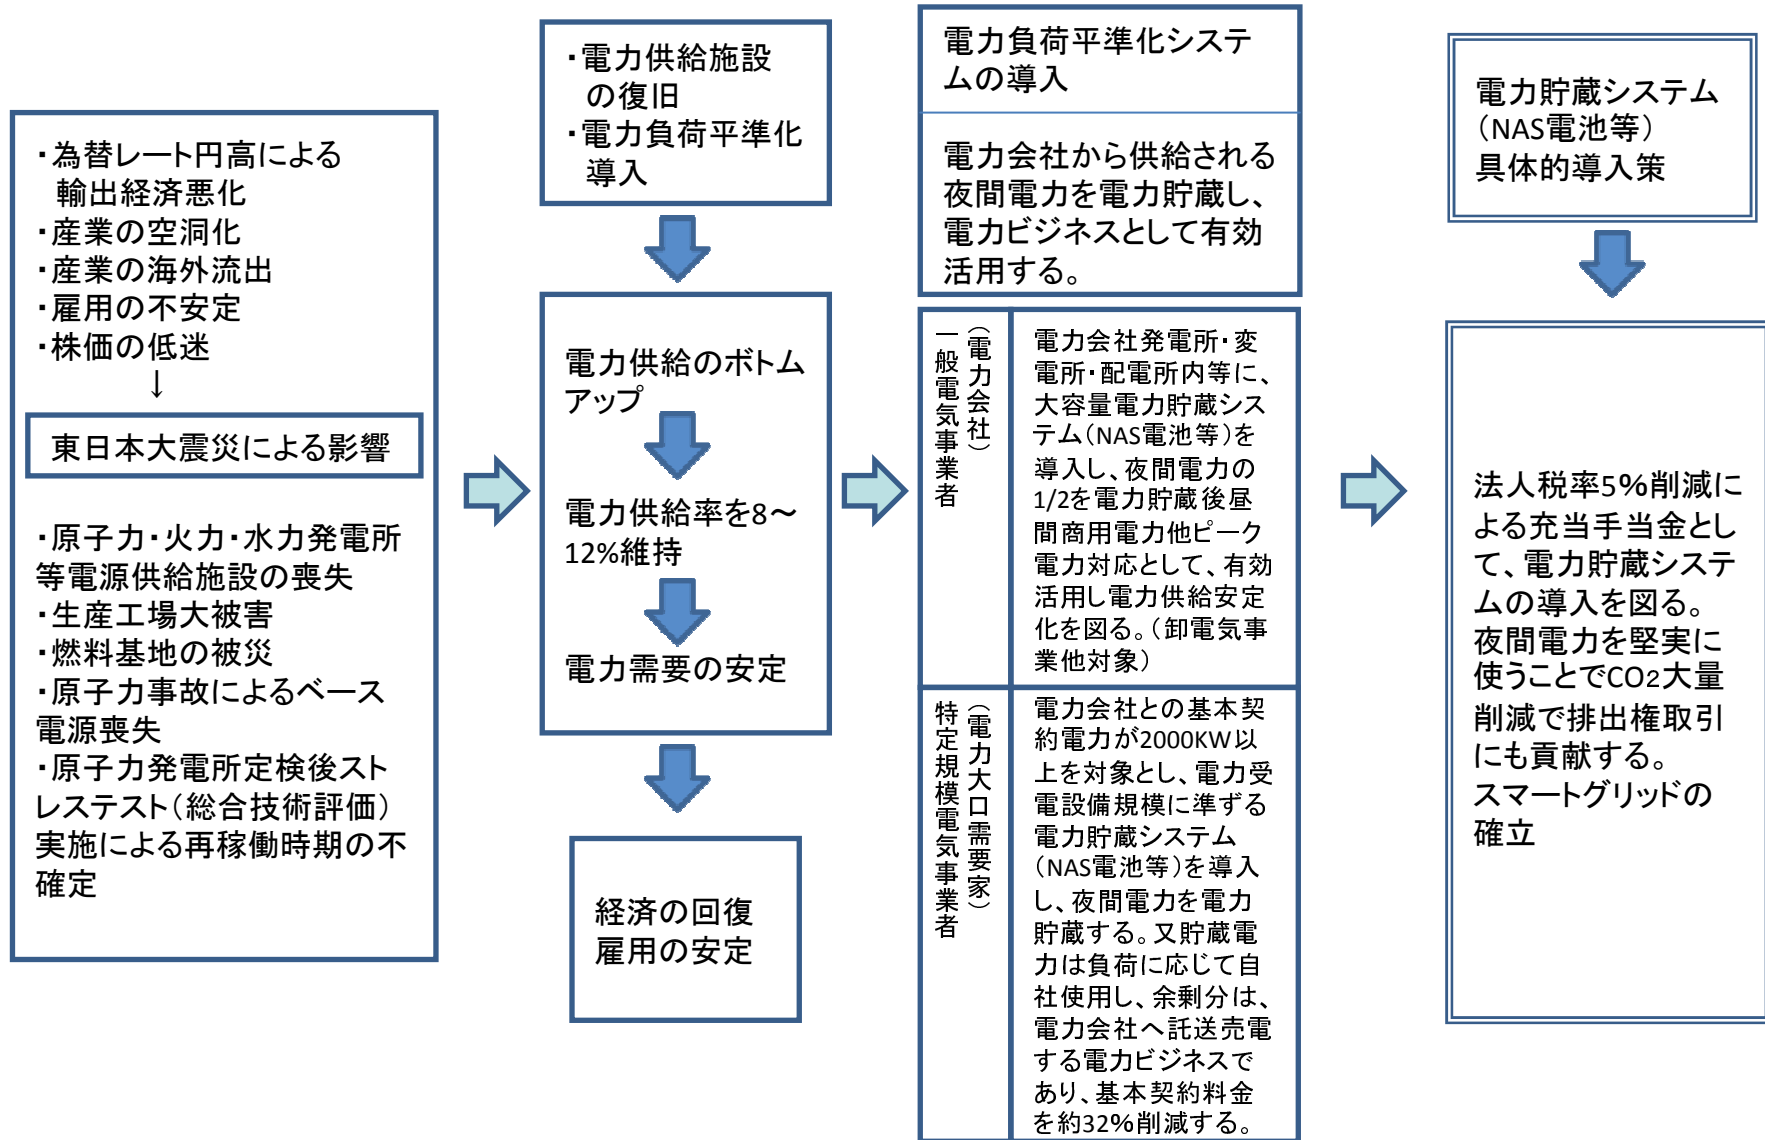 ・為替レート円高による
輸出経済悪化
・産業の空洞化
・産業の海外流出
・雇用の不安定
・株価の低迷
↓
東日本大震災による影響
・原子力・火力・水力発電所
等電源供給施設の喪失
・生産工場大被害
・燃料基地の被災
・原子力事故によるベース
電源喪失
・原子力発電所定検後スト
レステスト（総合技術評価）
実施による再稼働時期の不
確定
・電力供給施設
の復旧
・電力負荷平準化
導入
電力供給のボトム
アップ
電力供給率を8～
12%維持
電力需要の安定
経済の回復
雇用の安定
電力負荷平準化システ
ムの導入
電力会社から供給される
夜間電力を電力貯蔵し、
電力ビジネスとして有効
活用する。
（電力会社）
一般電気事業者
電力会社発電所・変
電所・配電所内等に、
大容量電力貯蔵シス
テム（NAS電池等）を
導入し、夜間電力の
1/2を電力貯蔵後昼
間商用電力他ピーク
電力対応として、有効
活用し電力供給安定
化を図る。（卸電気事
業他対象）
（電力大口需要家）
特定規模電気事業者
電力会社との基本契
約電力が2000KW以
上を対象とし、電力受
電設備規模に準ずる
電力貯蔵システム
（NAS電池等）を導入
し、夜間電力を電力
貯蔵する。又貯蔵電
力は負荷に応じて自
社使用し、余剰分は、
電力会社へ託送売電
する電力ビジネスで
あり、基本契約料金
を約32%削減する。
電力貯蔵システム
（NAS電池等）
具体的導入策
法人税率5%削減に
よる充当手当金とし
て、電力貯蔵システ
ムの導入を図る。
夜間電力を堅実に
使うことでCO2大量
削減で排出権取引
にも貢献する。
スマートグリッドの
確立